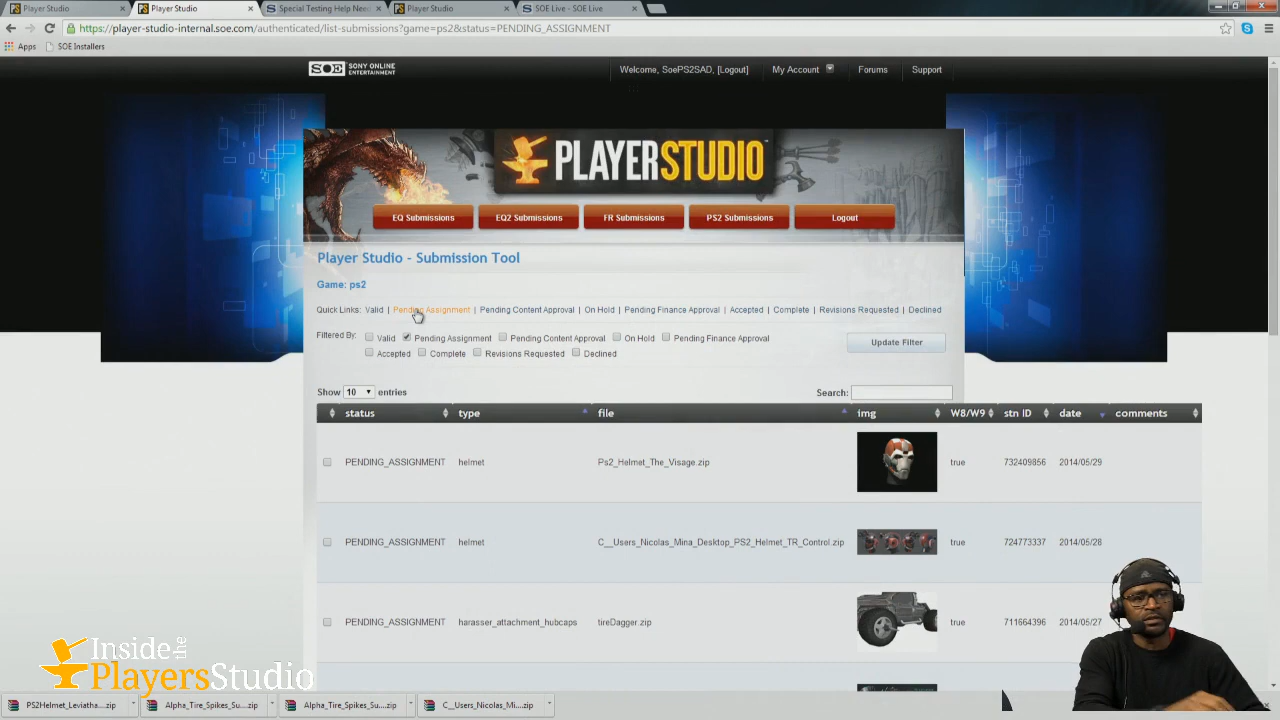 Player Studio
Player Studio
Special Testing Help Nee
Player Studio
SOE Live - SOE Live
https://player-studio-internal.soe.com/authenticated/list-submissions?game=ps2&status=PENDING_ASSIGNMENT
Apps
SOE Installers
SOE SONY ONLINE ENTERTAINMENT
Welcome, SoePS2SAD, [Logout]
My Account
Forums
Support
PLAYERSTUDIO
EQ Submissions
EQ2 Submissions
FR Submissions
PS2 Submissions
Logout
Player Studio - Submission Tool
Game: ps2
Quick Links: Valid | Pending Assignment | Pending Content Approval | On Hold | Pending Finance Approval | Accepted | Complete | Revisions Requested | Declined
Filtered By: Valid Pending Assignment Pending Content Approval On Hold Pending Finance Approval
Accepted Complete Revisions Requested Declined
Update Filter
Show 10 entries
Search:
status type file img W8/W9 stn ID date comments
PENDING_ASSIGNMENT helmet Ps2_Helmet_The_Visage.zip true 732409856 2014/05/29
PENDING_ASSIGNMENT helmet C__Users_Nicolas_Mina_Desktop_PS2_Helmet_TR_Control.zip true 724773337 2014/05/28
PENDING_ASSIGNMENT harasser_attachment_hubcaps tireDagger.zip true 711664396 2014/05/27
Inside the
PlayersStudio
PS2Helmet_Leviatha....zip
Alpha_Tire_Spikes_Su....zip
Alpha_Tire_Spikes_Su....zip
C__Users_Nicolas_Mi....zip